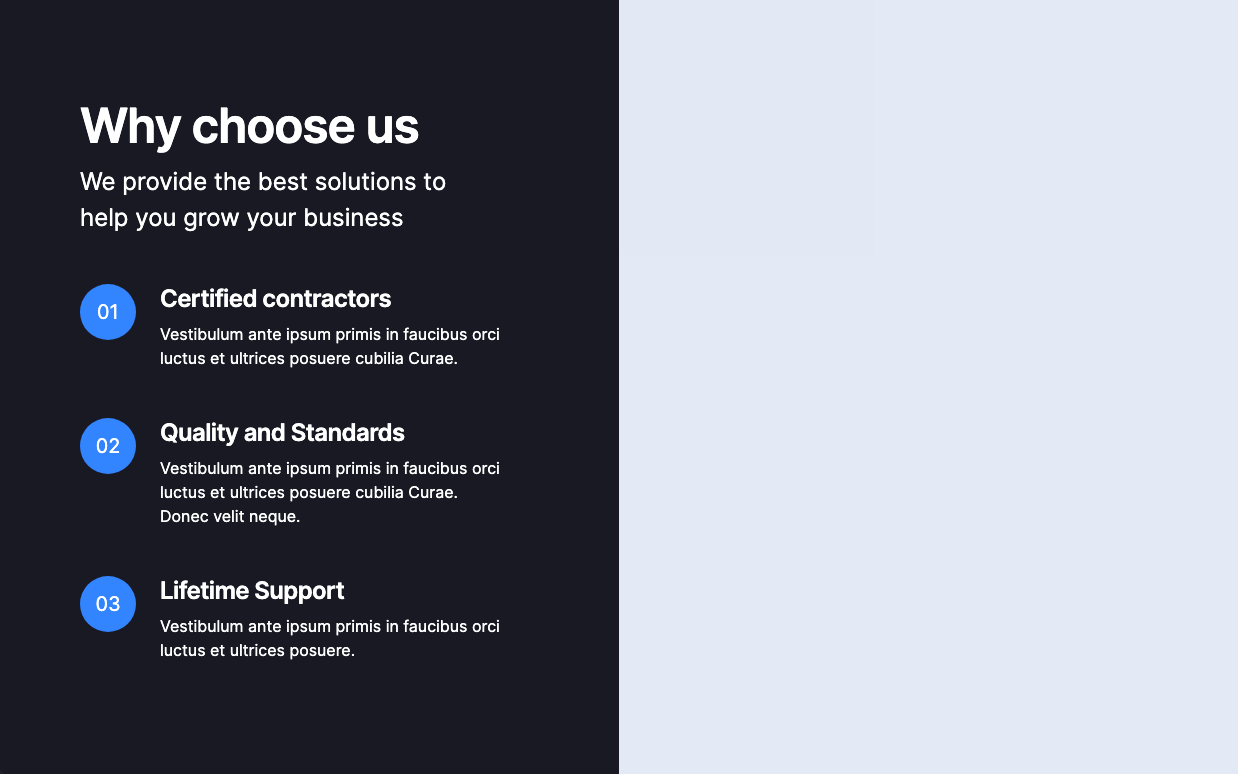 Why choose us
We provide the best solutions to
help you grow your business
01
Certified contractors
Vestibulum ante ipsum primis in faucibus orci
luctus et ultrices posuere cubilia Curae.
02
Quality and Standards
Vestibulum ante ipsum primis in faucibus orci
luctus et ultrices posuere cubilia Curae.
Donec velit neque.
03
Lifetime Support
Vestibulum ante ipsum primis in faucibus orci
luctus et ultrices posuere.